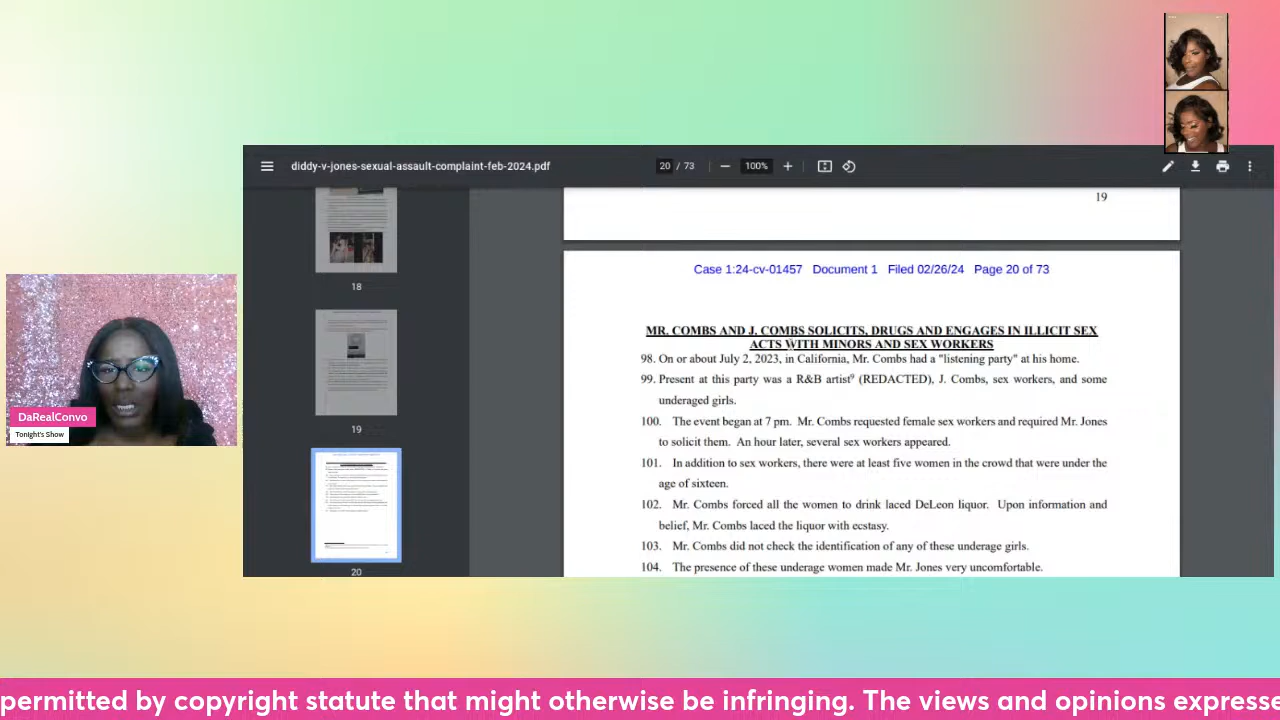 diddy-v-jones-sexual-assault-complaint-feb-2024.pdf
20 / 73
100%
19
18
19
20
Case 1:24-cv-01457 Document 1 Filed 02/26/24 Page 20 of 73
MR. COMBS AND J. COMBS SOLICITS, DRUGS AND ENGAGES IN ILLICIT SEX
ACTS WITH MINORS AND SEX WORKERS
98. On or about July 2, 2023, in California, Mr. Combs had a "listening party" at his home.
99. Present at this party was a R&B artist⁹ (REDACTED), J. Combs, sex workers, and some
underaged girls.
100. The event began at 7 pm. Mr. Combs requested female sex workers and required Mr. Jones
to solicit them. An hour later, several sex workers appeared.
101. In addition to sex workers, there were at least five women in the crowd that were under the
age of sixteen.
102. Mr. Combs forced all the women to drink laced DeLeon liquor. Upon information and
belief, Mr. Combs laced the liquor with ecstasy.
103. Mr. Combs did not check the identification of any of these underage girls.
104. The presence of these underage women made Mr. Jones very uncomfortable.
DaRealConvo
Tonight's Show
permitted by copyright statute that might otherwise be infringing. The views and opinions expresse